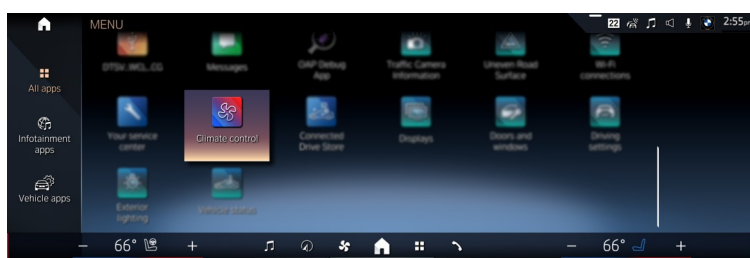 MENU
22
2:55pm
All apps
Infotainment
apps
Vehicle apps
DTSV_WCL_CG
Messages
OAP Debug
App
Traffic Camera
Information
Uneven Road
Surface
Wi-Fi
connections
Your service
center
Climate control
Connected
Drive Store
Displays
Doors and
windows
Driving
settings
Exterior
lighting
Vehicle status
− 66° +
− 66° +